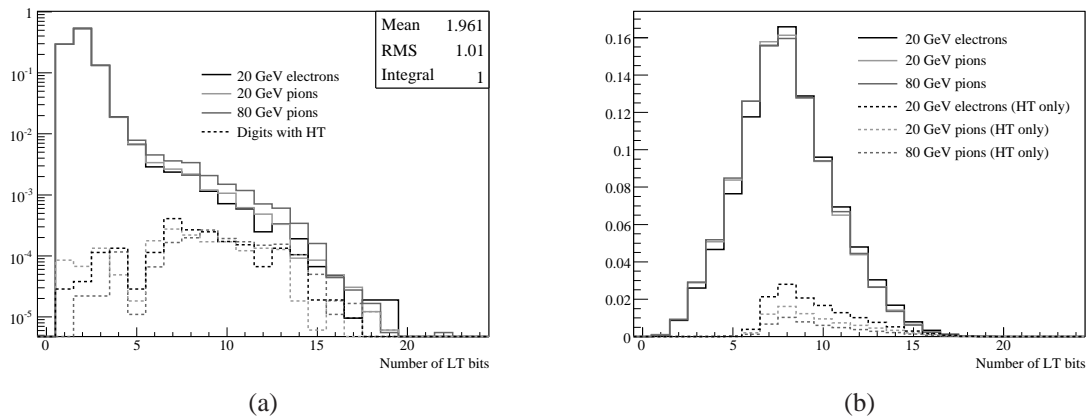 1
10⁻¹
10⁻²
10⁻³
10⁻⁴
10⁻⁵
Mean 1.961
RMS 1.01
Integral 1
20 GeV electrons
20 GeV pions
80 GeV pions
Digits with HT
0 5 10 15 20
Number of LT bits
(a)
0.16
0.14
0.12
0.1
0.08
0.06
0.04
0.02
0
20 GeV electrons
20 GeV pions
80 GeV pions
20 GeV electrons (HT only)
20 GeV pions (HT only)
80 GeV pions (HT only)
0 5 10 15 20
Number of LT bits
(b)